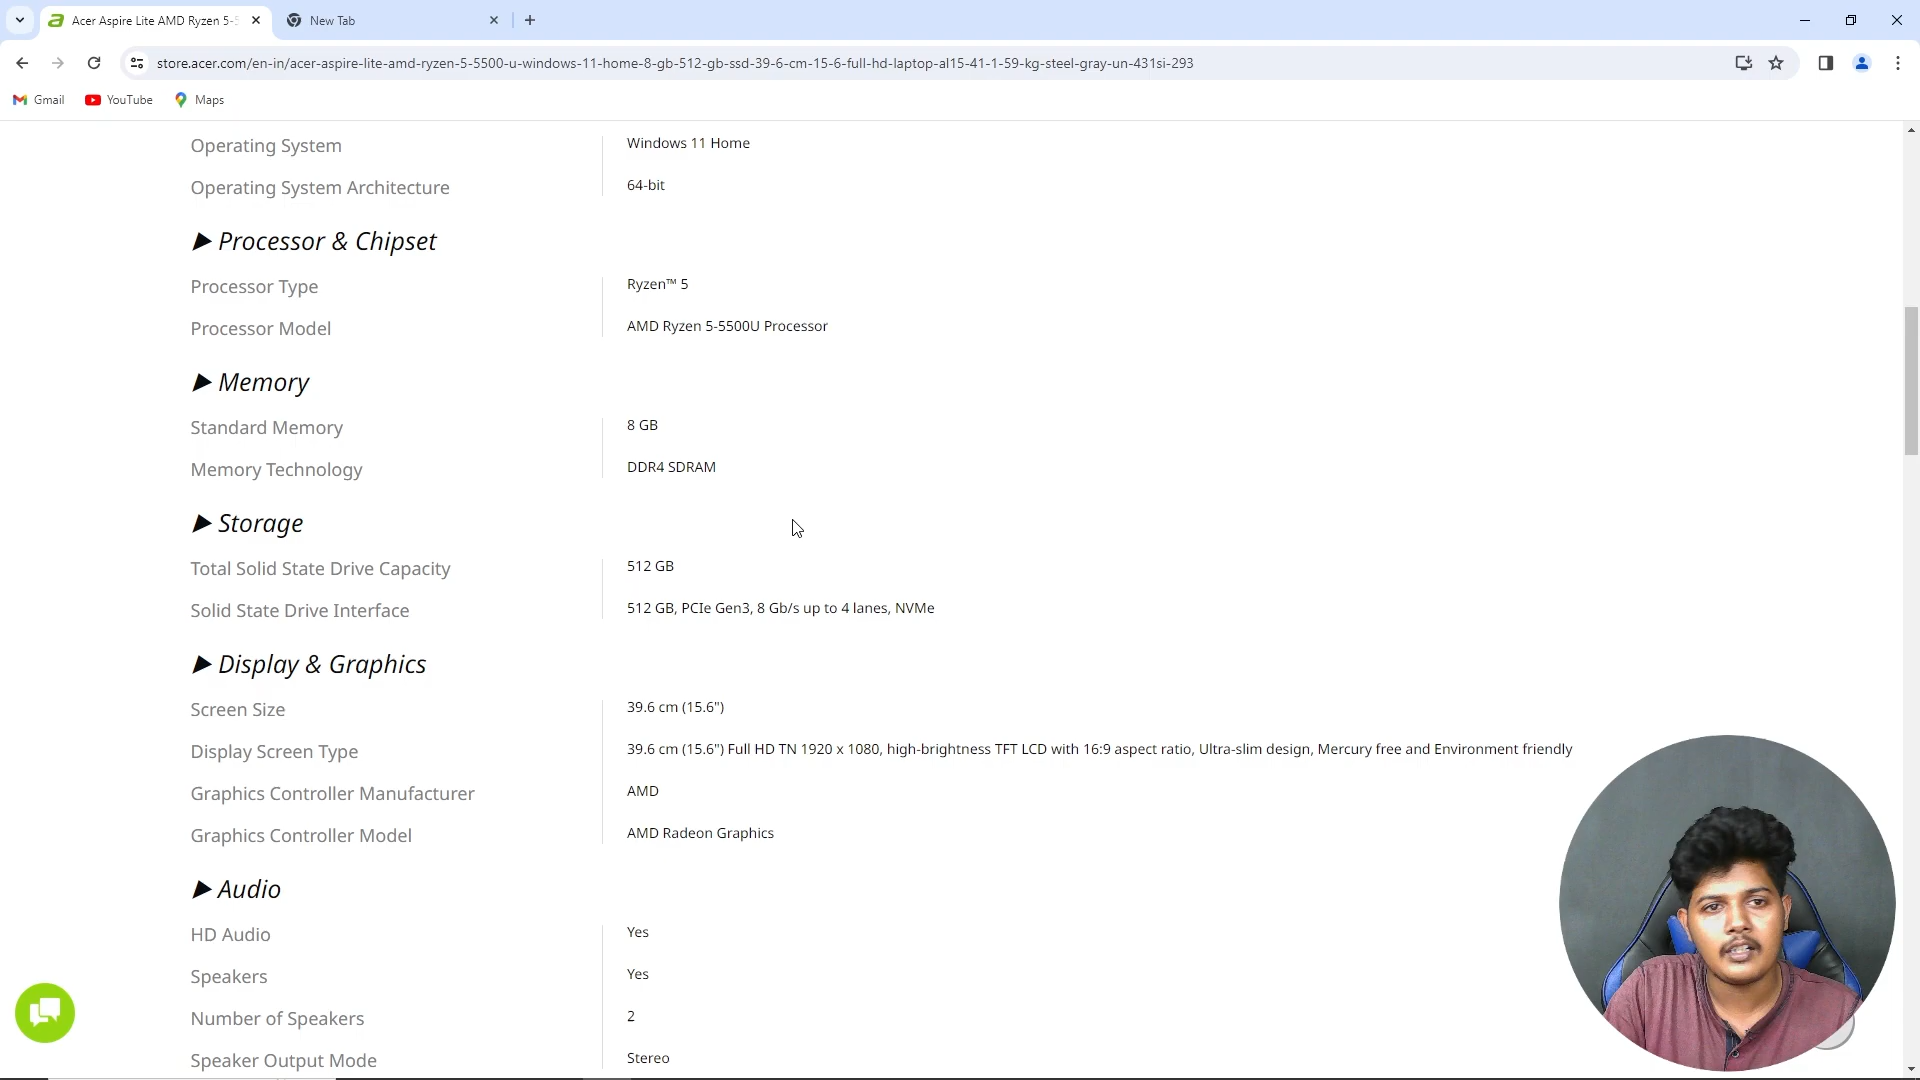 Acer Aspire Lite AMD Ryzen 5-5
New Tab
store.acer.com/en-in/acer-aspire-lite-amd-ryzen-5-5500-u-windows-11-home-8-gb-512-gb-ssd-39-6-cm-15-6-full-hd-laptop-al15-41-1-59-kg-steel-gray-un-431si-293
Gmail YouTube Maps
Operating System Windows 11 Home
Operating System Architecture 64-bit
▶ Processor & Chipset
Processor Type Ryzen™ 5
Processor Model AMD Ryzen 5-5500U Processor
▶ Memory
Standard Memory 8 GB
Memory Technology DDR4 SDRAM
▶ Storage
Total Solid State Drive Capacity 512 GB
Solid State Drive Interface 512 GB, PCIe Gen3, 8 Gb/s up to 4 lanes, NVMe
▶ Display & Graphics
Screen Size 39.6 cm (15.6")
Display Screen Type 39.6 cm (15.6") Full HD TN 1920 x 1080, high-brightness TFT LCD with 16:9 aspect ratio, Ultra-slim design, Mercury free and Environment friendly
Graphics Controller Manufacturer AMD
Graphics Controller Model AMD Radeon Graphics
▶ Audio
HD Audio Yes
Speakers Yes
Number of Speakers 2
Speaker Output Mode Stereo